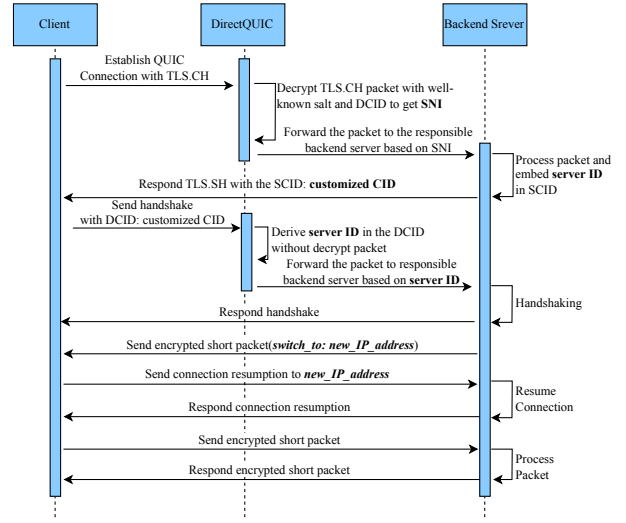 Client
DirectQUIC
Backend Srever
Establish QUIC
Connection with TLS.CH
Decrypt TLS.CH packet with well-
known salt and DCID to get SNI
Forward the packet to the responsible
backend server based on SNI
Process packet and
embed server ID
in SCID
Respond TLS.SH with the SCID: customized CID
Send handshake
with DCID: customized CID
Derive server ID in the DCID
without decrypt packet
Forward the packet to responsible
backend server based on server ID
Handshaking
Respond handshake
Send encrypted short packet(switch_to: new_IP_address)
Send connection resumption to new_IP_address
Resume
Connection
Respond connection resumption
Send encrypted short packet
Process
Packet
Respond encrypted short packet